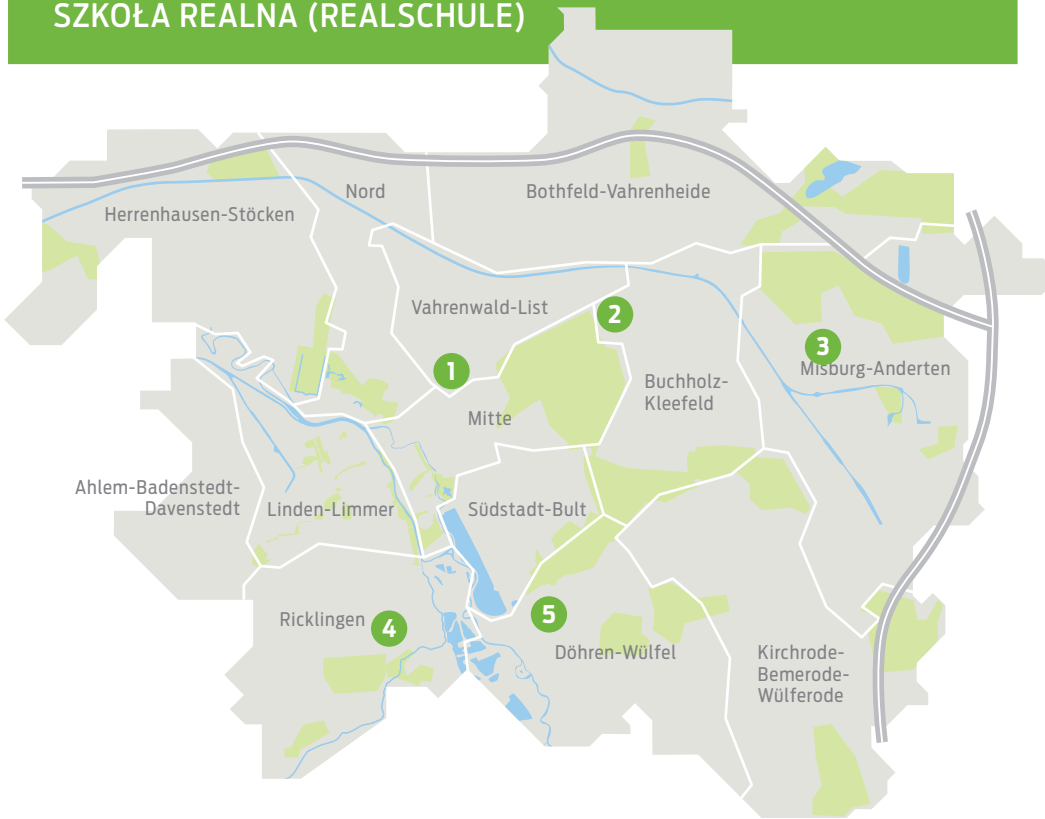 SZKOŁA REALNA (REALSCHULE)
Nord
Bothfeld-Vahrenheide
Herrenhausen-Stöcken
Vahrenwald-List
2
3
1
Misburg-Anderten
Buchholz-
Kleefeld
Mitte
Ahlem-Badenstedt-
Davenstedt
Linden-Limmer
Südstadt-Bult
Ricklingen
4
5
Döhren-Wülfel
Kirchrode-
Bemerode-
Wülferode